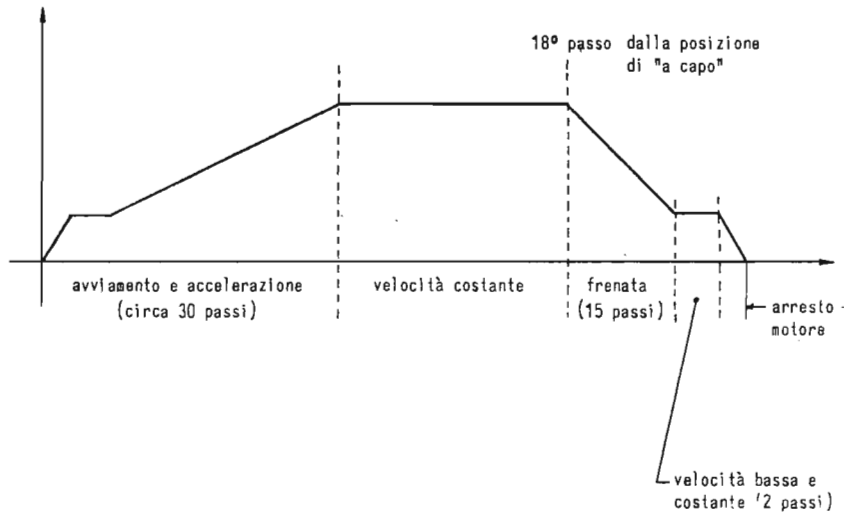 18º passo dalla posizione
di "a capo"
avviamento e accelerazione
(circa 30 passi)
velocità costante
frenata
(15 passi)
arresto
motore
velocità bassa e
costante '2 passi)